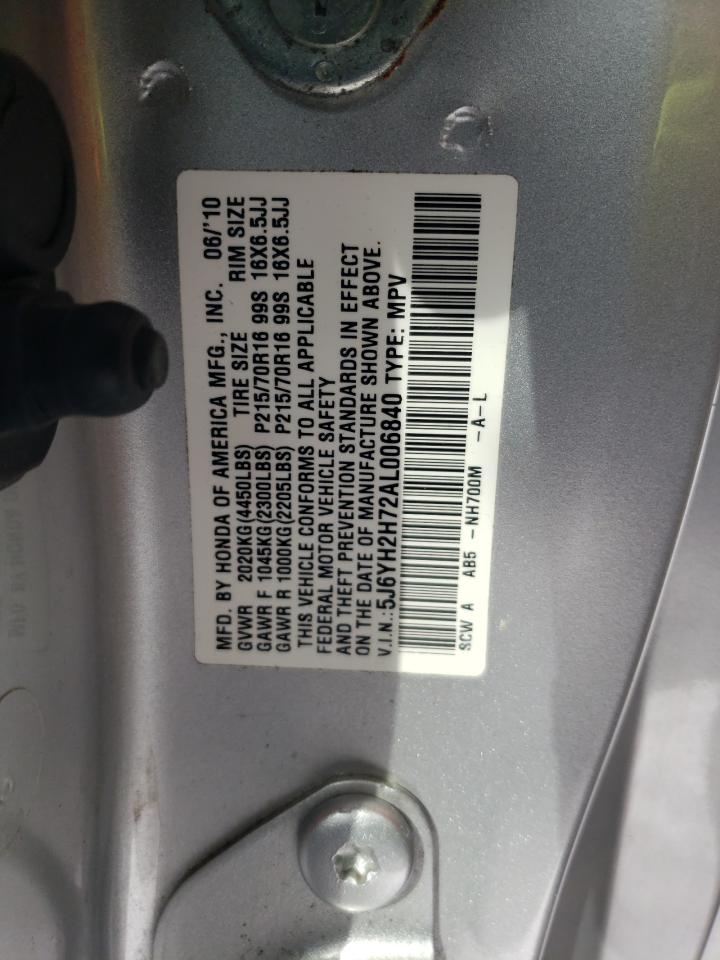 MFD. BY HONDA OF AMERICA MFG., INC. 06/'10
GVWR 2020KG(4450LBS) TIRE SIZE RIM SIZE
GAWR F 1045KG(2300LBS) P215/70R16 99S 16X6.5JJ
GAWR R 1000KG(2205LBS) P215/70R16 99S 16X6.5JJ
THIS VEHICLE CONFORMS TO ALL APPLICABLE
FEDERAL MOTOR VEHICLE SAFETY
AND THEFT PREVENTION STANDARDS IN EFFECT
ON THE DATE OF MANUFACTURE SHOWN ABOVE.
V.I.N.:5J6YH2H72AL006840 TYPE: MPV
SCW A AB5 -NH700M -A-L